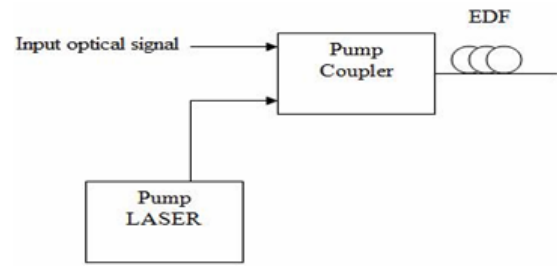 EDF
Input optical signal
Pump
Coupler
Pump
LASER